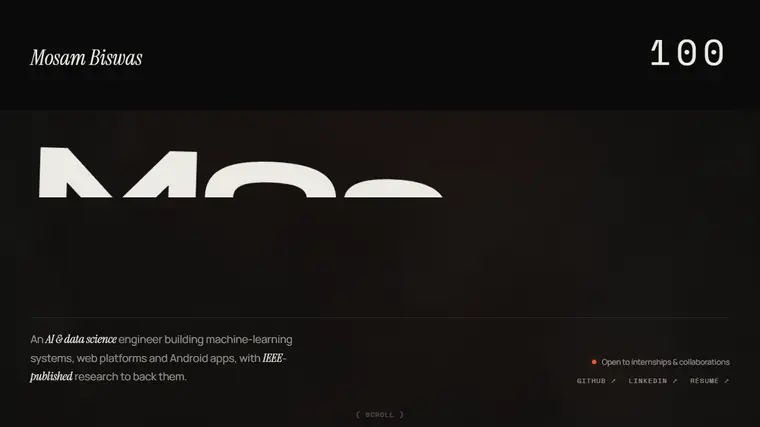 Mosam Biswas
100
An AI & data science engineer building machine-learning
systems, web platforms and Android apps, with IEEE-
published research to back them.
Open to internships & collaborations
GITHUB ↗ LINKEDIN ↗ RÉSUMÉ ↗
( SCROLL )